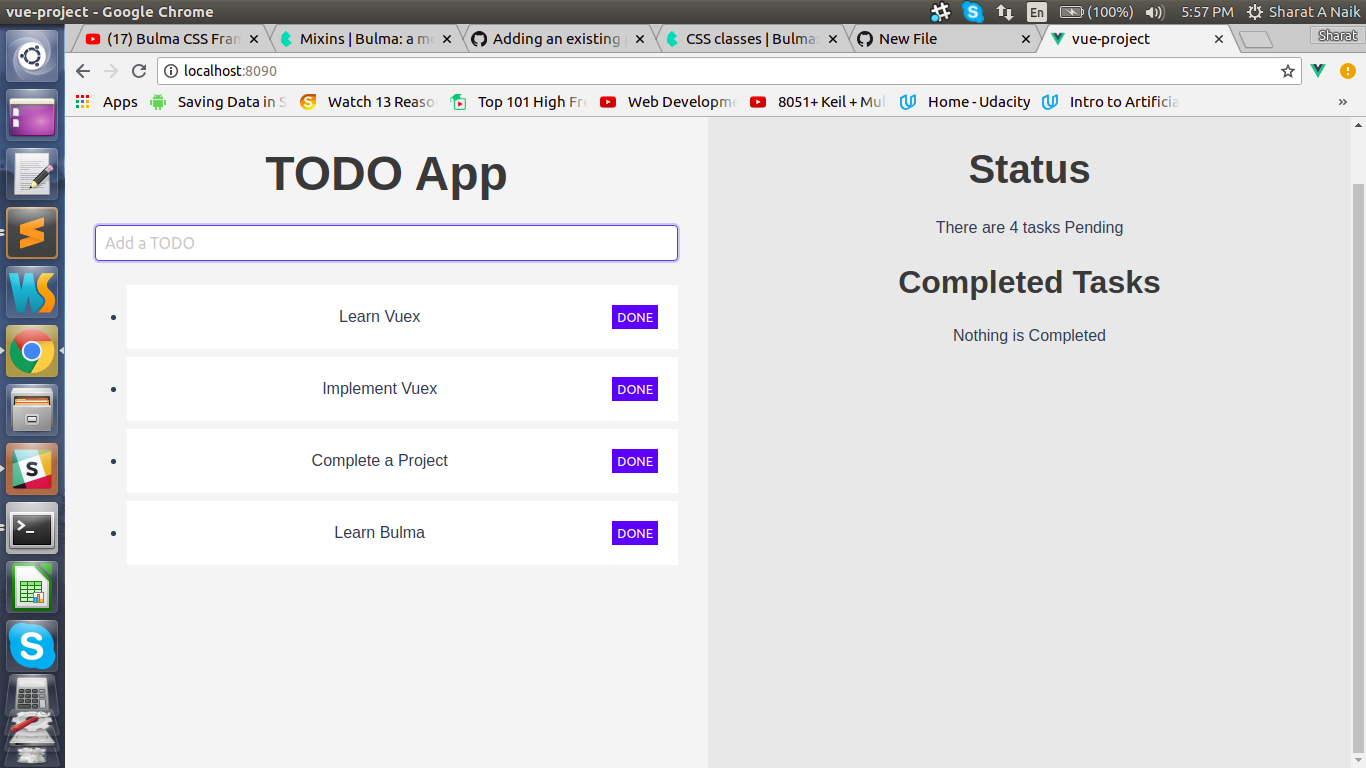 vue-project - Google Chrome
En (100%) 5:57 PM Sharat A Naik
(17) Bulma CSS Fran
Mixins | Bulma: a mo
Adding an existing p
CSS classes | Bulma:
New File
vue-project
Sharat
localhost:8090
Apps
Saving Data in S
Watch 13 Reaso
Top 101 High Fre
Web Developme
8051+ Keil + Mul
Home - Udacity
Intro to Artificia
»
TODO App
Add a TODO
Learn Vuex DONE
Implement Vuex DONE
Complete a Project DONE
Learn Bulma DONE
Status
There are 4 tasks Pending
Completed Tasks
Nothing is Completed